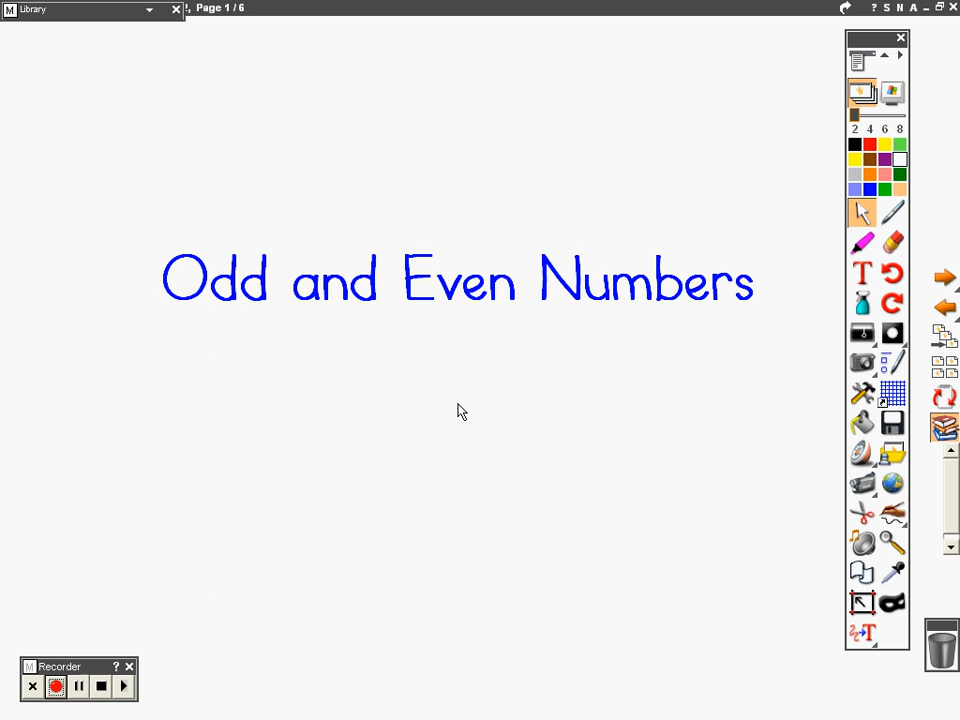 M Library
!, Page 1 / 6
? S N A
2 4 6 8
Odd and Even Numbers
T
T
M Recorder ?